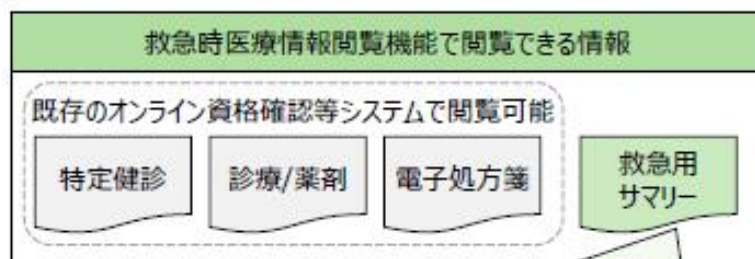 救急時医療情報閲覧機能で閲覧できる情報
既存のオンライン資格確認等システムで閲覧可能
特定健診
診療/薬剤
電子処方箋
救急用
サマリー